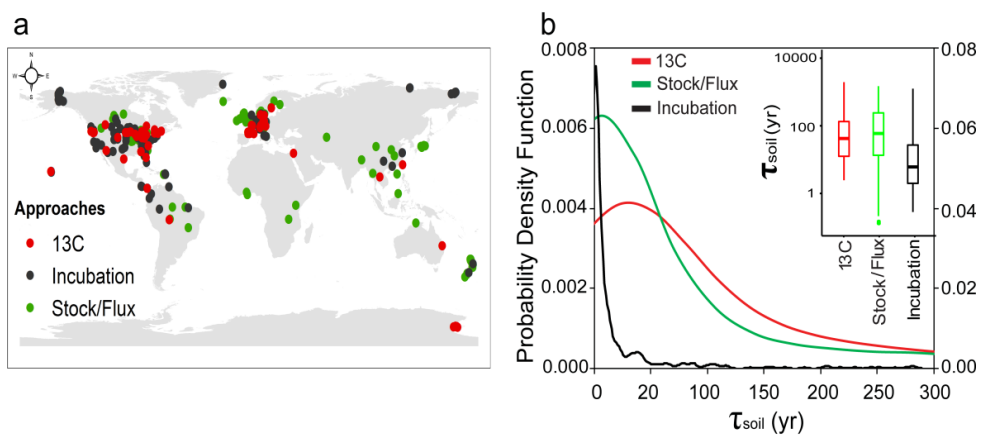 a
N
W E
S
Approaches
13C
Incubation
Stock/Flux
b
Probability Density Function
0.008
0.006
0.004
0.002
0.000
13C
Stock/Flux
Incubation
0.08
0.06
0.04
0.02
0.00
0 20 100 150 200 250 300
τsoil (yr)
τsoil (yr)
10000
100
1
13C
Stock/Flux
Incubation